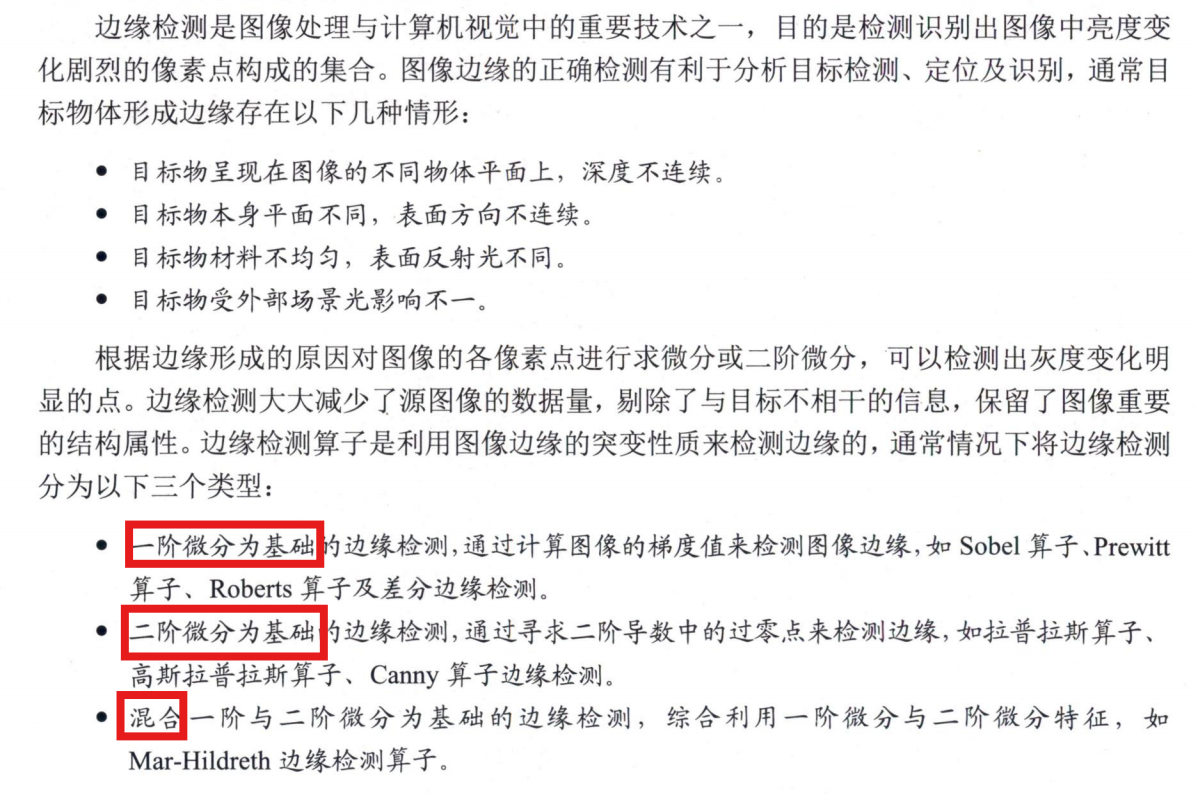 边缘检测是图像处理与计算机视觉中的重要技术之一，目的是检测识别出图像中亮度变
化剧烈的像素点构成的集合。图像边缘的正确检测有利于分析目标检测、定位及识别，通常目
标物体形成边缘存在以下几种情形：
● 目标物呈现在图像的不同物体平面上，深度不连续。
● 目标物本身平面不同，表面方向不连续。
● 目标物材料不均匀，表面反射光不同。
● 目标物受外部场景光影响不一。
根据边缘形成的原因对图像的各像素点进行求微分或二阶微分，可以检测出灰度变化明
显的点。边缘检测大大减少了源图像的数据量，剔除了与目标不相干的信息，保留了图像重要
的结构属性。边缘检测算子是利用图像边缘的突变性质来检测边缘的，通常情况下将边缘检测
分为以下三个类型：
● 一阶微分为基础的边缘检测，通过计算图像的梯度值来检测图像边缘，如 Sobel 算子、Prewitt
算子、Roberts 算子及差分边缘检测。
● 二阶微分为基础的边缘检测，通过寻求二阶导数中的过零点来检测边缘，如拉普拉斯算子、
高斯拉普拉斯算子、Canny 算子边缘检测。
● 混合一阶与二阶微分为基础的边缘检测，综合利用一阶微分与二阶微分特征，如
Mar-Hildreth 边缘检测算子。